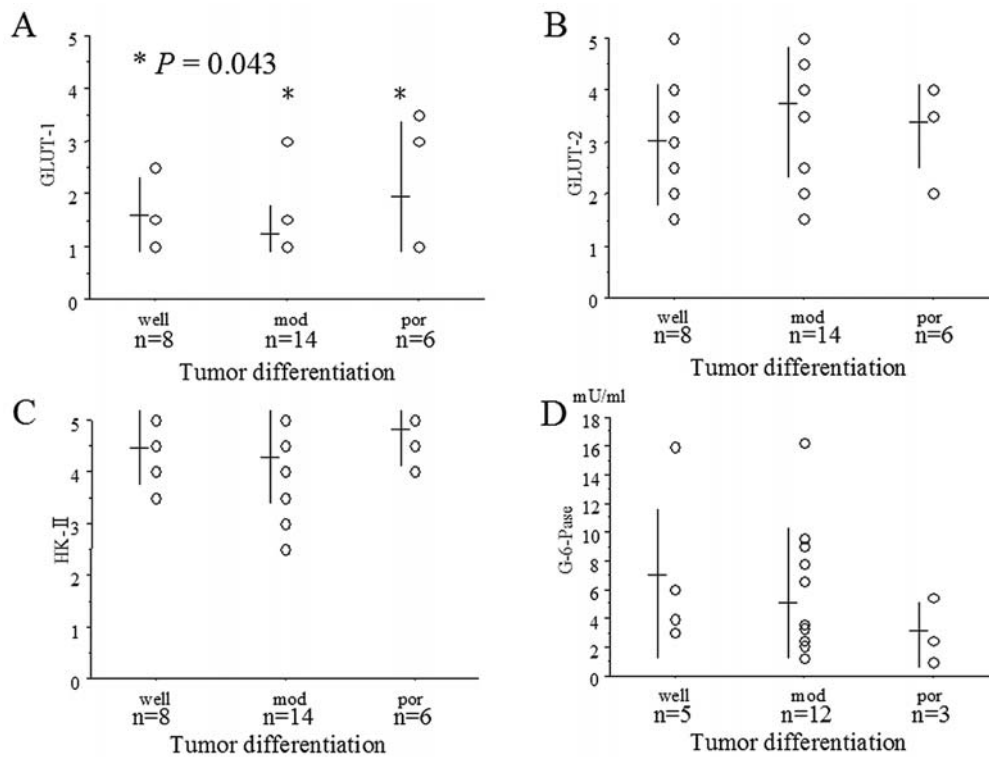 A
* P = 0.043
* *
GLUT-1
5
4
3
2
1
0
well mod por
n=8 n=14 n=6
Tumor differentiation
B
GLUT-2
5
4
3
2
1
0
well mod por
n=8 n=14 n=6
Tumor differentiation
C
HK-Ⅱ
5
4
3
2
1
0
well mod por
n=8 n=14 n=6
Tumor differentiation
D
mU/ml
G-6-Pase
18
16
14
12
10
8
6
4
2
0
well mod por
n=5 n=12 n=3
Tumor differentiation